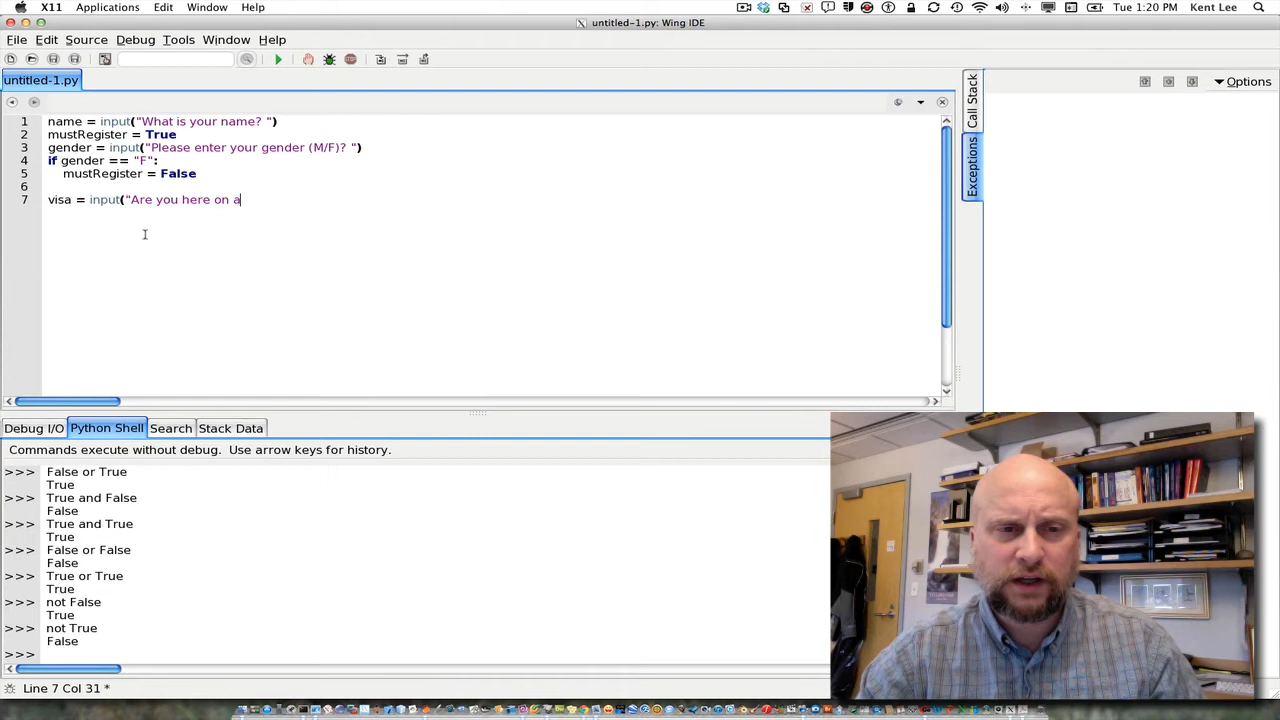 X11 Applications Edit Window Help Tue 1:20 PM Kent Lee
untitled-1.py: Wing IDE
File Edit Source Debug Tools Window Help
untitled-1.py
Options
Call Stack
Exceptions
1 name = input("What is your name? ")
2 mustRegister = True
3 gender = input("Please enter your gender (M/F)? ")
4 if gender == "F":
5 mustRegister = False
6
7 visa = input("Are you here on a
Debug I/O Python Shell Search Stack Data
Commands execute without debug. Use arrow keys for history.
>>> False or True
True
>>> True and False
False
>>> True and True
True
>>> False or False
False
>>> True or True
True
>>> not False
True
>>> not True
False
>>>
Line 7 Col 31 *